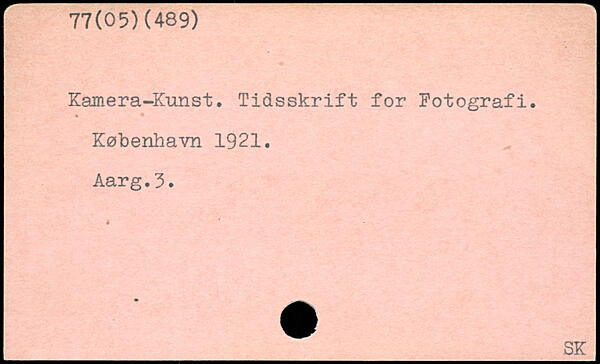 77(05)(489)
Kamera-Kunst. Tidsskrift for Fotografi.
København 1921.
Aarg.3.
SK